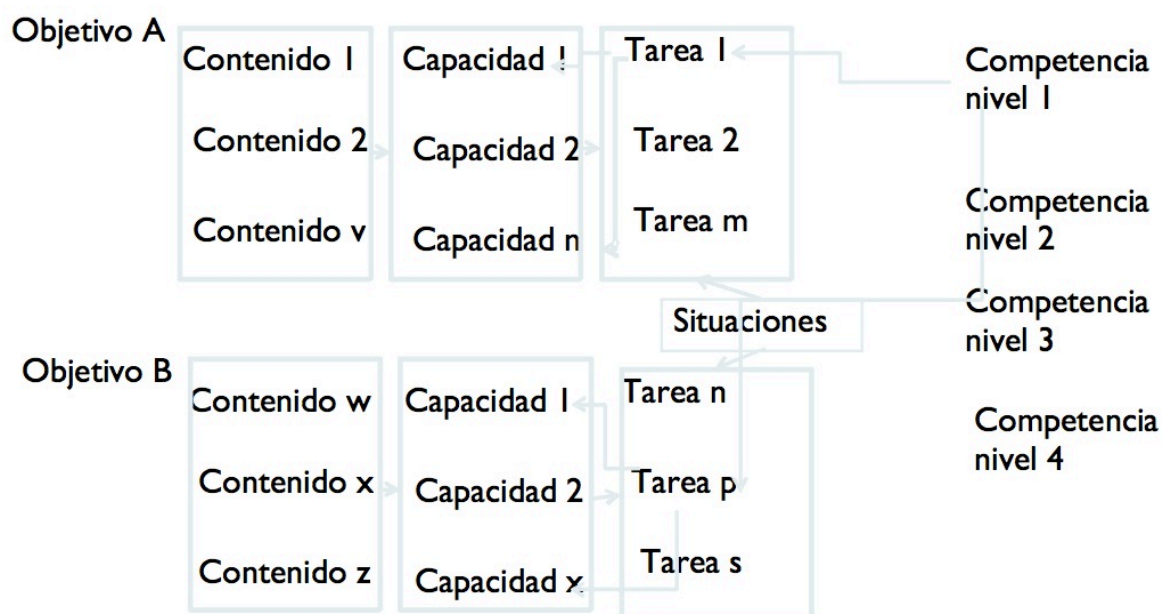 Objetivo A
Contenido 1
Capacidad !
Tarea 1
Competencia
nivel 1
Contenido 2
Capacidad 2
Tarea 2
Contenido v
Capacidad n
Tarea m
Competencia
nivel 2
Situaciones
Competencia
nivel 3
Objetivo B
Contenido w
Capacidad 1
Tarea n
Competencia
nivel 4
Contenido x
Capacidad 2
Tarea p
Contenido z
Capacidad x
Tarea s